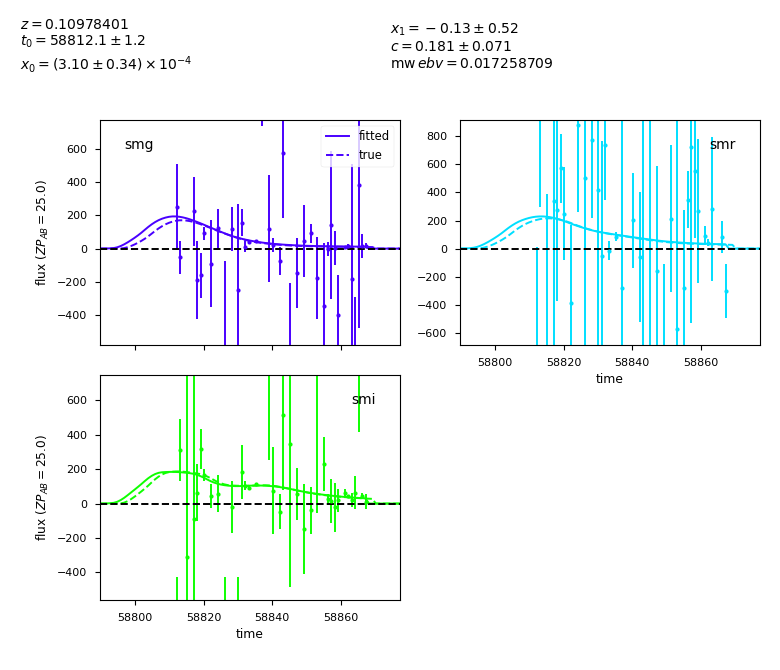 z = 0.10978401
t₀ = 58812.1 ± 1.2
x₀ = (3.10 ± 0.34) × 10⁻⁴
x₁ = −0.13 ± 0.52
c = 0.181 ± 0.071
mw ebv = 0.017258709
smg
fitted
true
600
400
200
0
−200
−400
flux (ZP_AB = 25.0)
smr
800
600
400
200
0
−200
−400
−600
58800 58820 58840 58860
time
smi
600
400
200
0
−200
−400
flux (ZP_AB = 25.0)
58800 58820 58840 58860
time